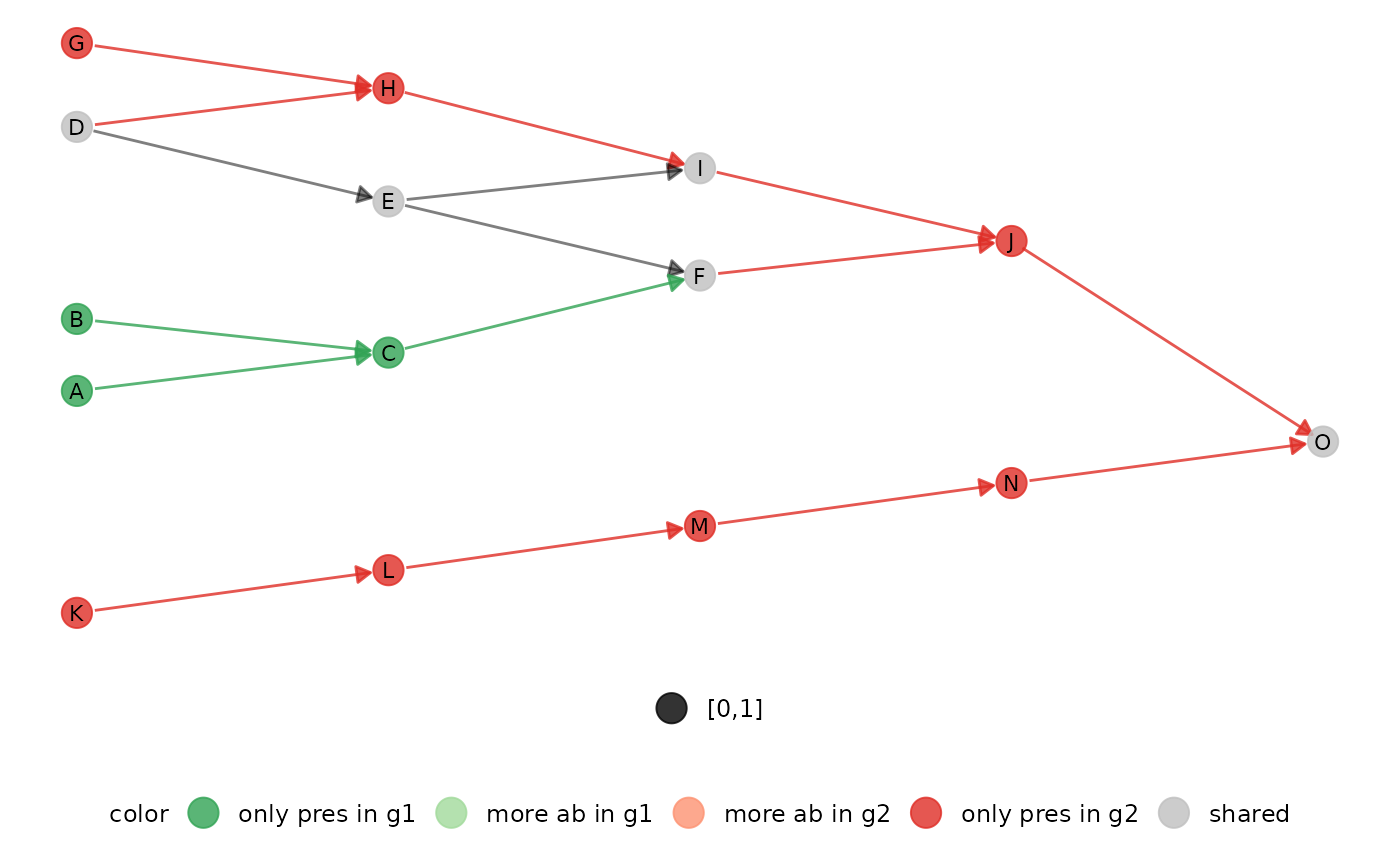 G
H
D
I
E
J
F
B
C
A
O
N
M
L
K
[0,1]
color only pres in g1 more ab in g1 more ab in g2 only pres in g2 shared